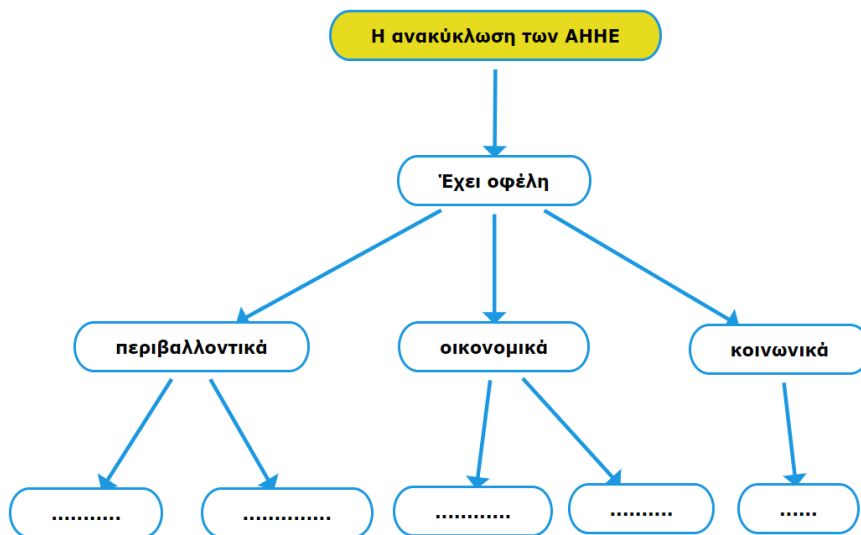 Η ανακύκλωση των ΑΗΗΕ
Έχει οφέλη
περιβαλλοντικά
οικονομικά
κοινωνικά
...........
..............
............
..........
......